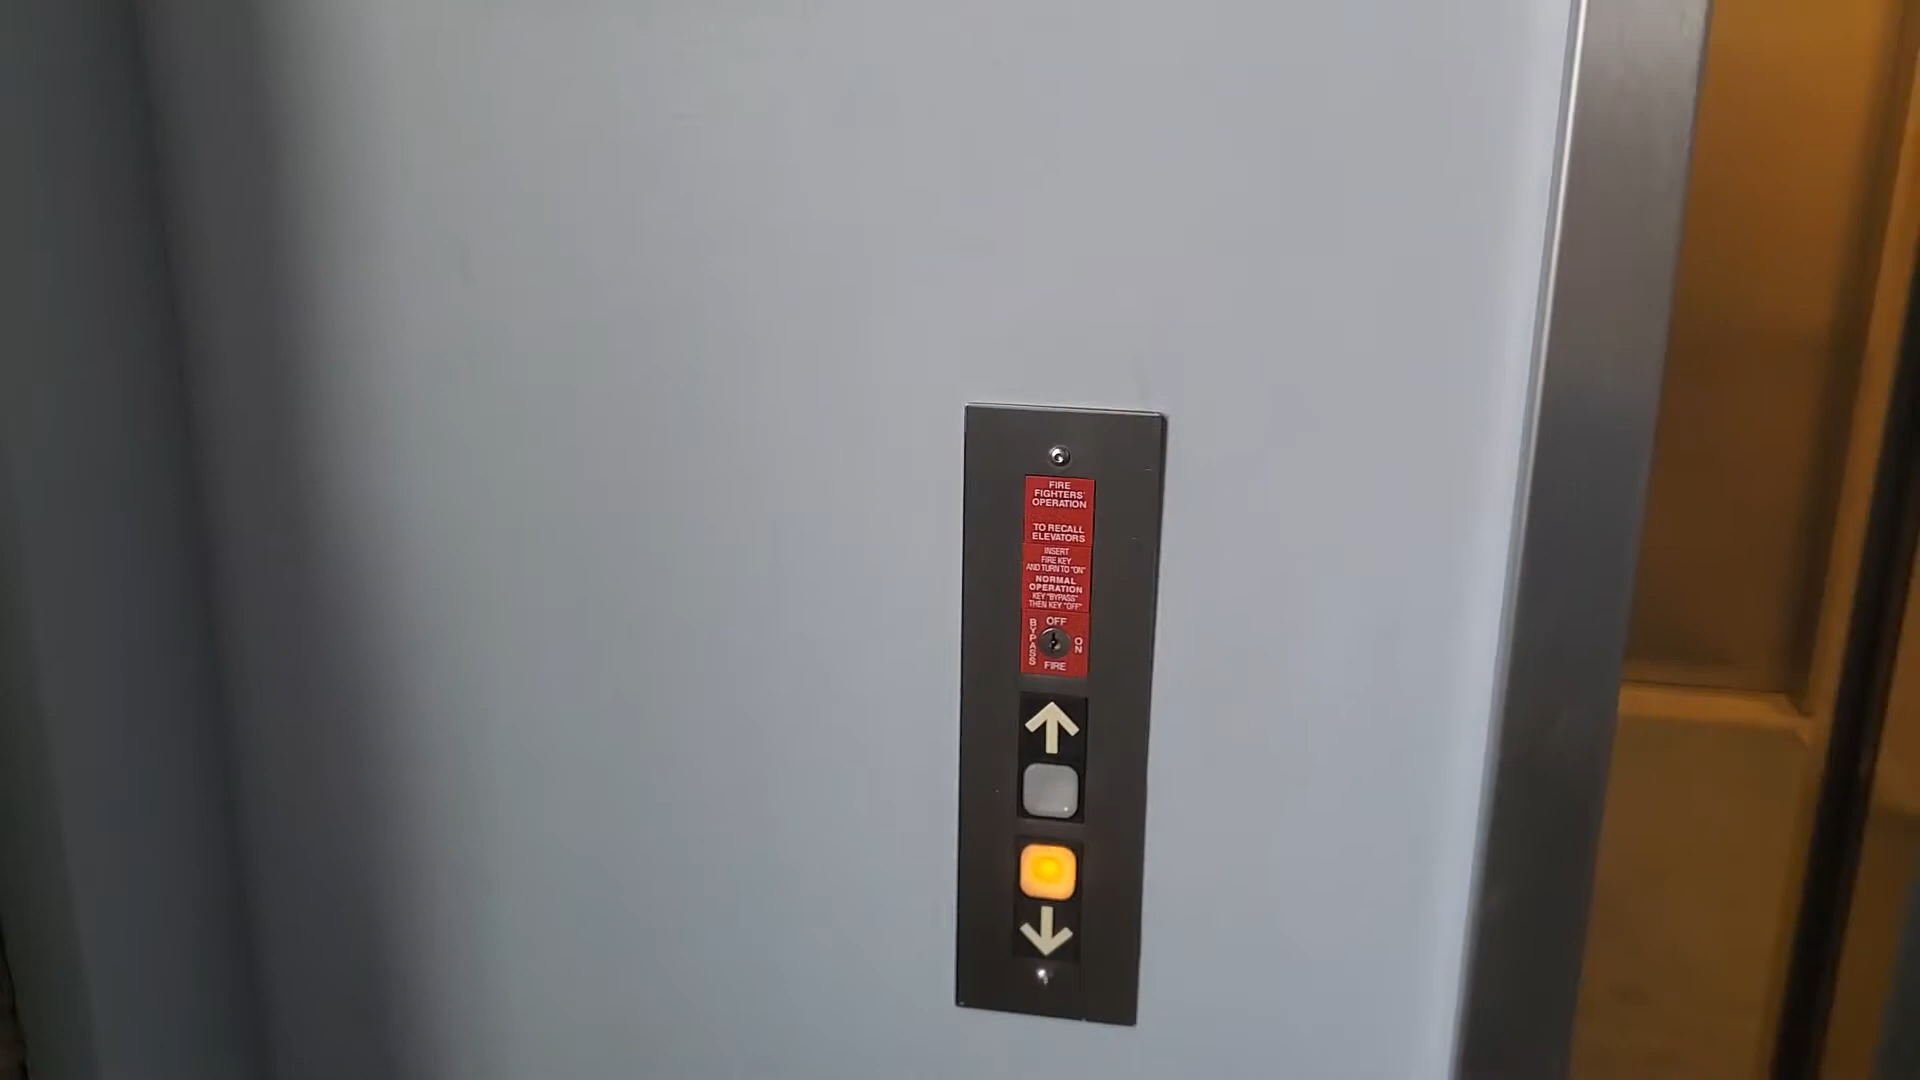 FIRE
FIGHTERS'
OPERATION
TO RECALL
ELEVATORS
INSERT
FIRE KEY
AND TURN TO "ON"
NORMAL
OPERATION
KEY "BYPASS"
THEN KEY "OFF"
OFF
BYPASS
ON
FIRE